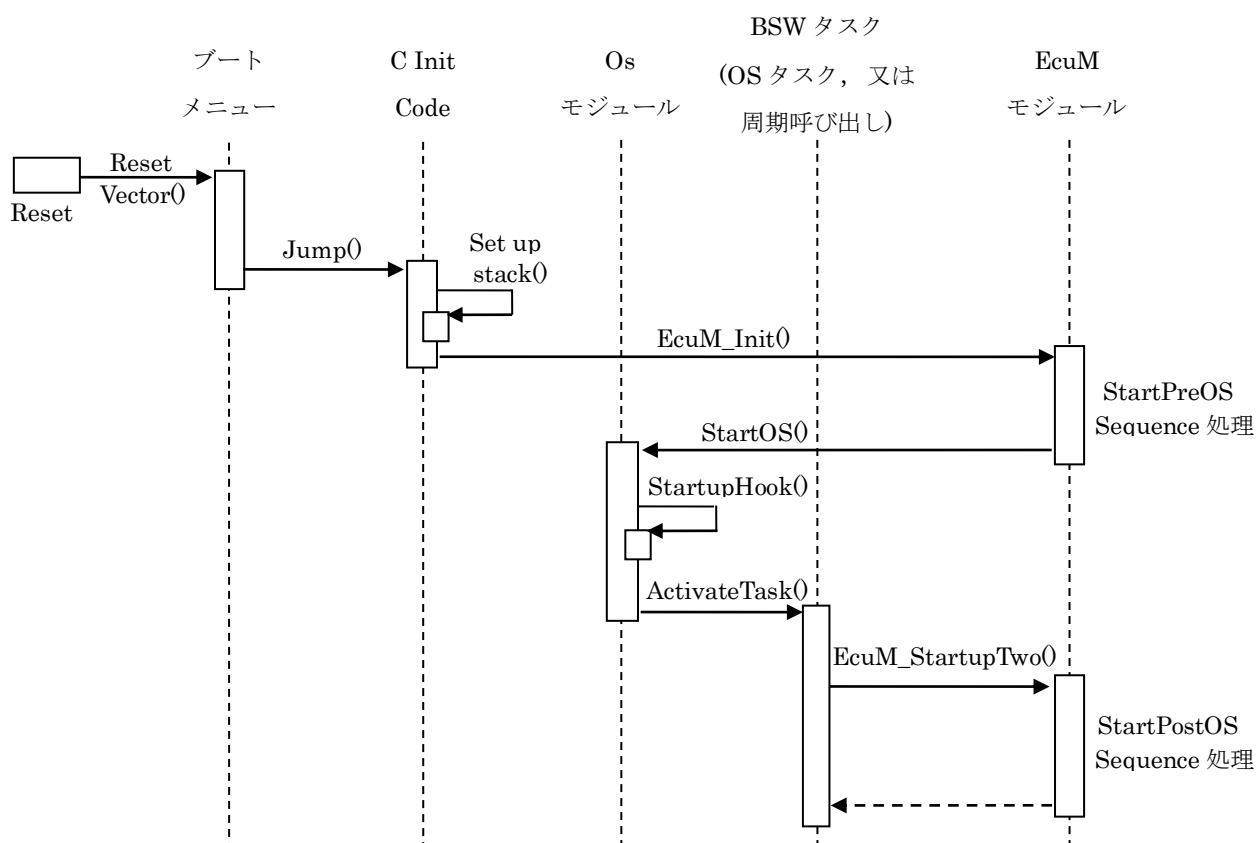 ブート
メニュー
C Init
Code
Os
モジュール
BSW タスク
(OS タスク，又は
周期呼び出し)
EcuM
モジュール
Reset
Vector()
Reset
Jump()
Set up
stack()
EcuM_Init()
StartPreOS
Sequence 処理
StartOS()
StartupHook()
ActivateTask()
EcuM_StartupTwo()
StartPostOS
Sequence 処理